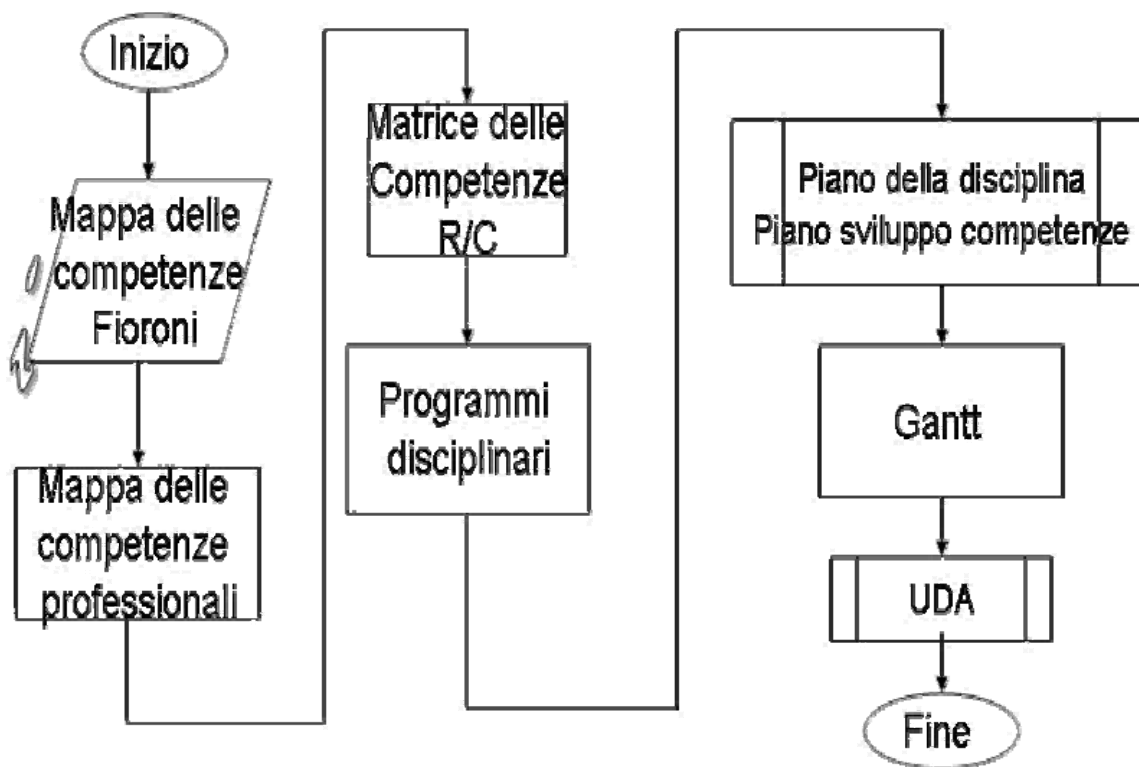 Inizio
Mappa delle
competenze
Fioroni
Mappa delle
competenze
professionali
Matrice delle
Competenze
R/C
Programmi
disciplinari
Piano della disciplina
Piano sviluppo competenze
Gantt
UDA
Fine